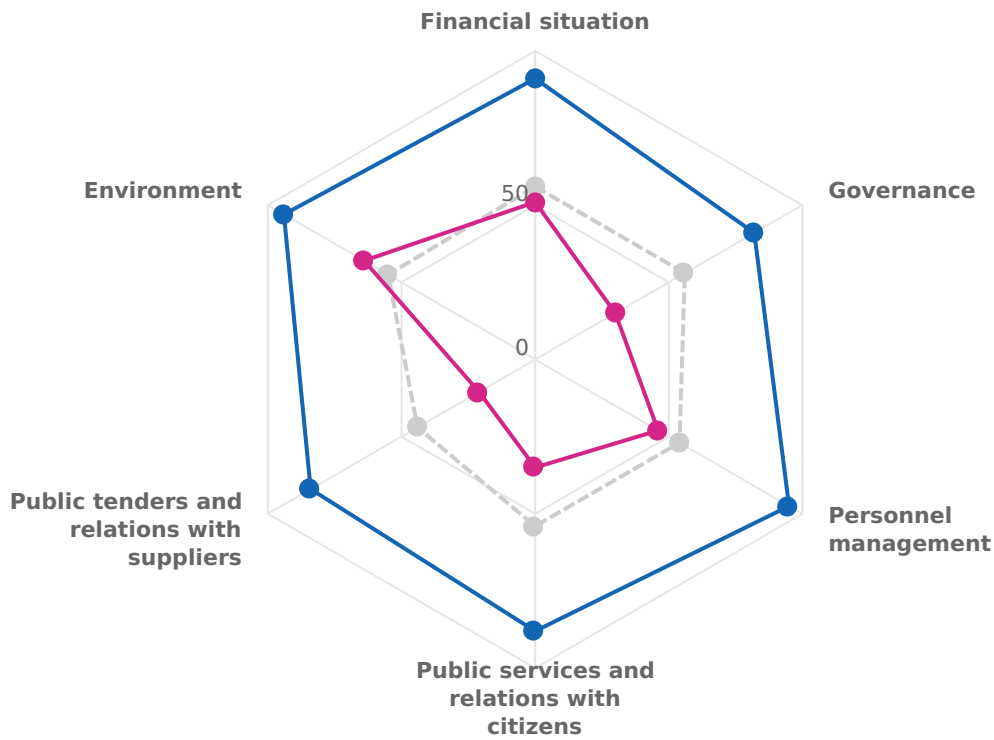 Financial situation
Environment
50
Governance
0
Public tenders and
relations with
suppliers
Personnel
management
Public services and
relations with
citizens